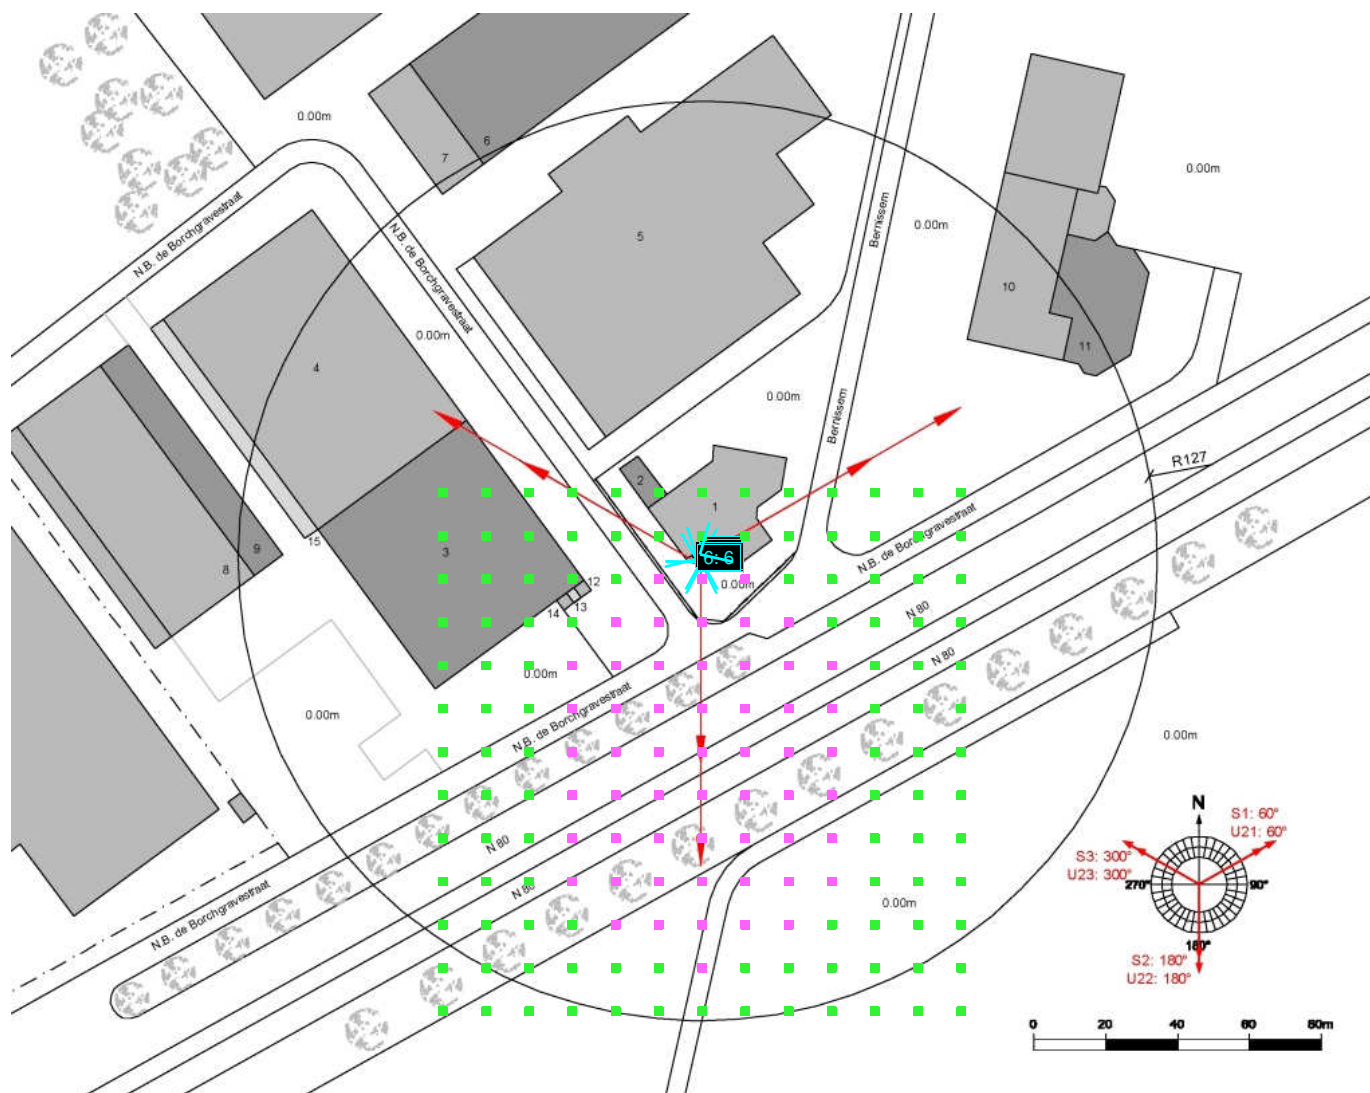 0.00m
6
7
0.00m
N.B. de Borchgravestraat
N.B. de Borchgravestraat
Bernissem
0.00m
5
10
0.00m
11
4
0.00m
0.00m
Bernissem
R127
2
1
N.B. de Borchgravestraat
9
8
15
3
6: 6
0.00m
12
13
14
N 80
N 80
0.00m
0.00m
N.B. de Borchgravestraat
0.00m
N 80
N 80
0.00m
N.B. de Borchgravestraat
N
S1: 60°
U21: 60°
S3: 300°
U23: 300°
270°
90°
180°
S2: 180°
U22: 180°
0 20 40 60 80m